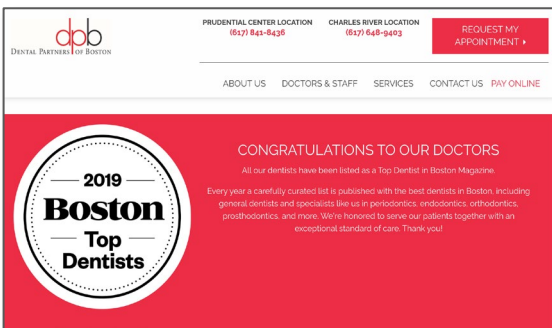 dpb
DENTAL PARTNERS OF BOSTON
PRUDENTIAL CENTER LOCATION
(617) 841-8436
CHARLES RIVER LOCATION
(617) 648-9403
REQUEST MY
APPOINTMENT
ABOUT US DOCTORS & STAFF SERVICES CONTACT US PAY ONLINE
2019
Boston
Top
Dentists
CONGRATULATIONS TO OUR DOCTORS
All our dentists have been listed as a Top Dentist in Boston Magazine.
Every year a carefully curated list is published with the best dentists in Boston, including
general dentists and specialists like us in periodontics, endodontics, orthodontics,
prosthodontics, and more. We're honored to serve our patients together with an
exceptional standard of care. Thank you!